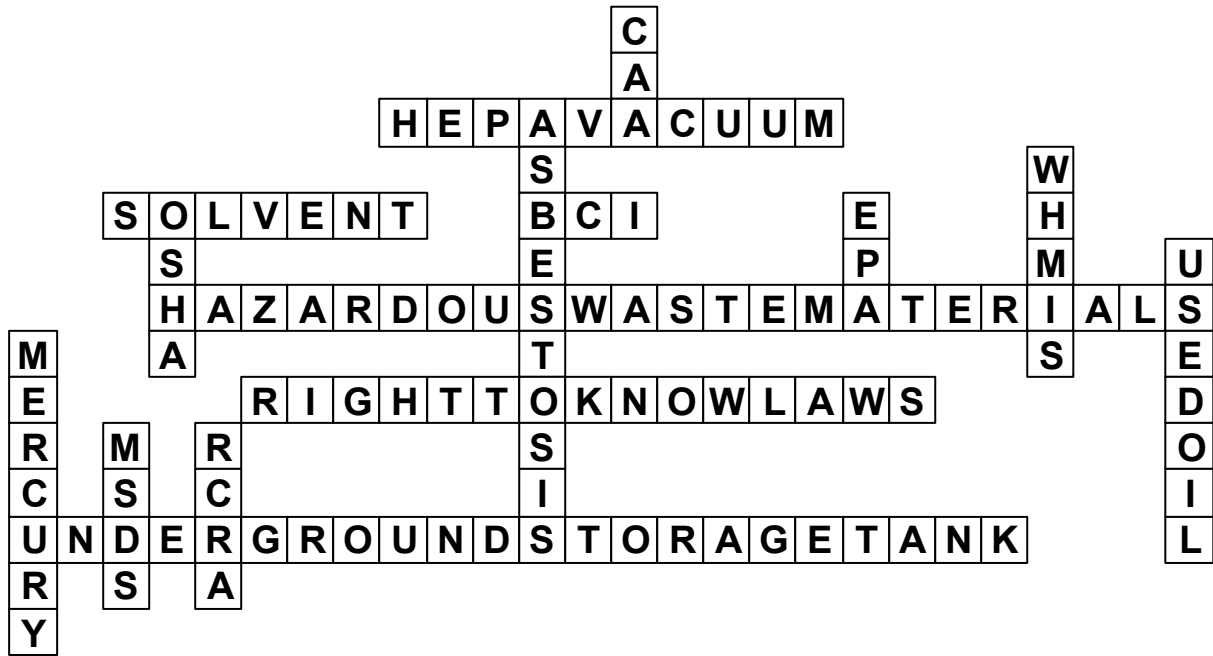 CAA
HEPAVACUUM
ASBESTOSIS
WHMIS
SOLVENT
OSHA
BCI
EPA
USEDOIL
HAZARDOUSWASTEMATERIALS
MERCURY
RIGHTTOKNOWLAWS
MSDS
RCRA
UNDERGROUNDSTORAGETANK